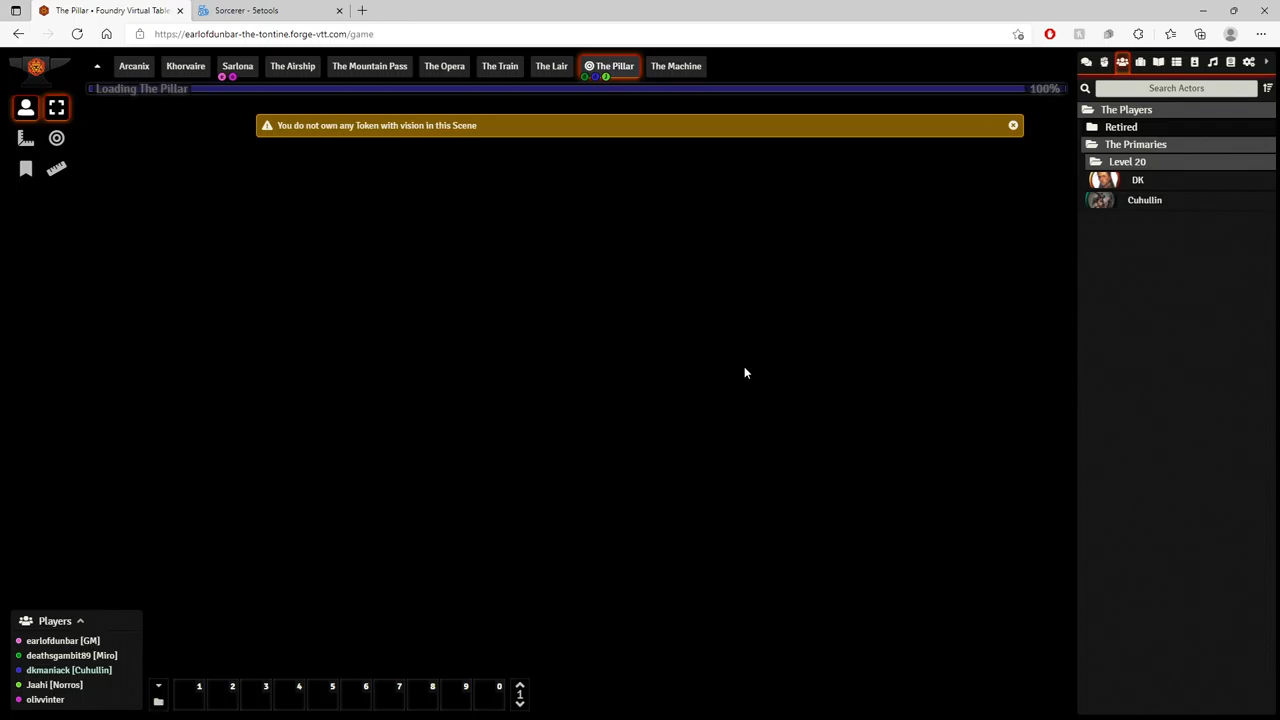 The Pillar • Foundry Virtual Table
Sorcerer - 5etools
https://earlofdunbar-the-tontine.forge-vtt.com/game
Arcanix
Khorvaire
Sarlona
The Airship
The Mountain Pass
The Opera
The Train
The Lair
The Pillar
The Machine
J
Loading The Pillar
100%
You do not own any Token with vision in this Scene
Search Actors
The Players
Retired
The Primaries
Level 20
DK
Cuhullin
Players
earlofdunbar [GM]
deathsgambit89 [Miro]
dkmaniack [Cuhullin]
Jaahi [Norros]
olivvinter
1 2 3 4 5 6 7 8 9 0
1